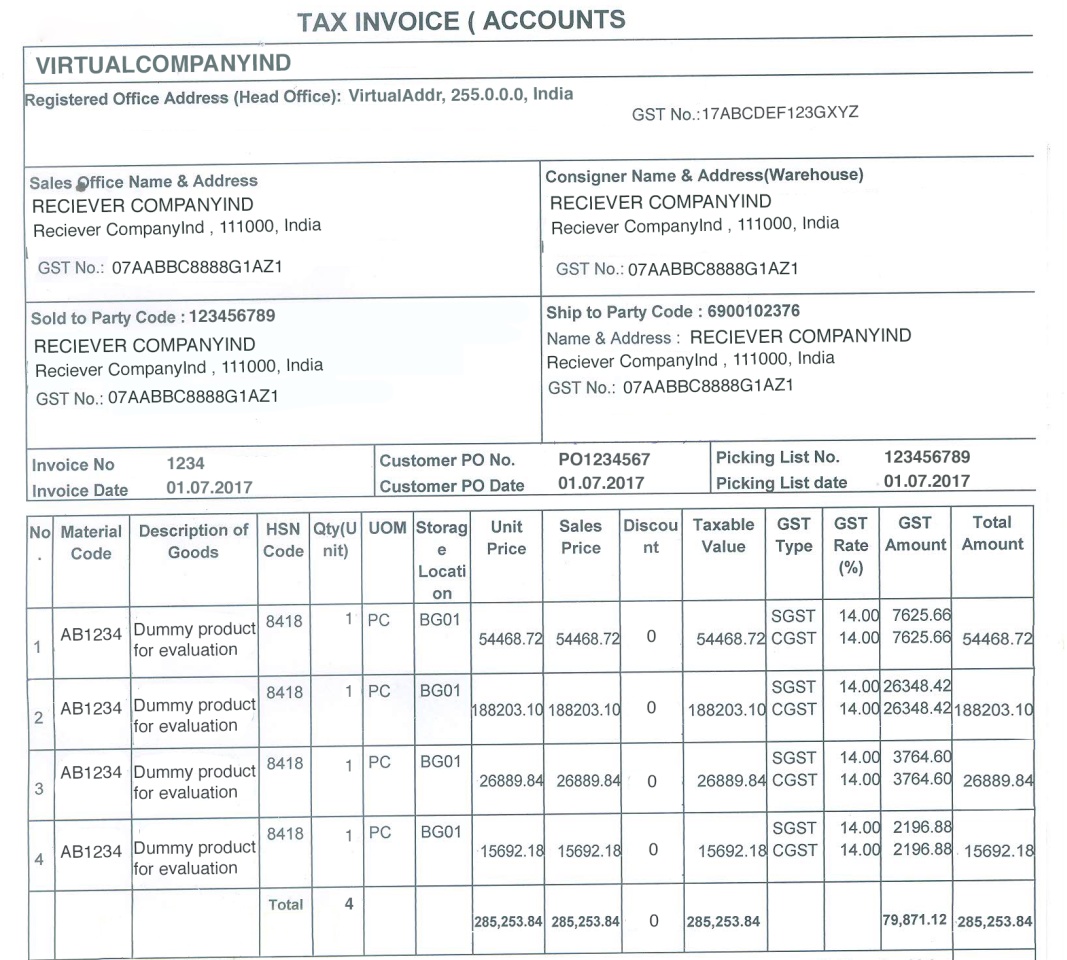 TAX INVOICE ( ACCOUNTS
VIRTUALCOMPANYIND
Registered Office Address (Head Office): VirtualAddr, 255.0.0.0, India
GST No.:17ABCDEF123GXYZ
Sales Office Name & Address
RECIEVER COMPANYIND
Reciever CompanyInd , 111000, India
GST No.: 07AABBC8888G1AZ1
Consigner Name & Address(Warehouse)
RECIEVER COMPANYIND
Reciever CompanyInd , 111000, India
GST No.: 07AABBC8888G1AZ1
Sold to Party Code : 123456789
RECIEVER COMPANYIND
Reciever CompanyInd , 111000, India
GST No.: 07AABBC8888G1AZ1
Ship to Party Code : 6900102376
Name & Address : RECIEVER COMPANYIND
Reciever CompanyInd , 111000, India
GST No.: 07AABBC8888G1AZ1
Invoice No 1234 Customer PO No. PO1234567 Picking List No. 123456789
Invoice Date 01.07.2017 Customer PO Date 01.07.2017 Picking List date 01.07.2017
No Material Description of HSN Qty(U UOM Storag Unit Sales Discou Taxable GST GST GST Total
. Code Goods Code nit) e Price Price nt Value Type Rate Amount Amount
Locati (%)
on
8418 1 PC BG01 SGST 14.00 7625.66
1 AB1234 Dummy product 54468.72 54468.72 0 54468.72 CGST 14.00 7625.66 54468.72
for evaluation
8418 1 PC BG01 SGST 14.00 26348.42
2 AB1234 Dummy product 188203.10 188203.10 0 188203.10 CGST 14.00 26348.42 188203.10
for evaluation
8418 1 PC BG01 SGST 14.00 3764.60
3 AB1234 Dummy product 26889.84 26889.84 0 26889.84 CGST 14.00 3764.60 26889.84
for evaluation
8418 1 PC BG01 SGST 14.00 2196.88
4 AB1234 Dummy product 15692.18 15692.18 0 15692.18 CGST 14.00 2196.88 15692.18
for evaluation
Total 4
285,253.84 285,253.84 0 285,253.84 79,871.12 285,253.84